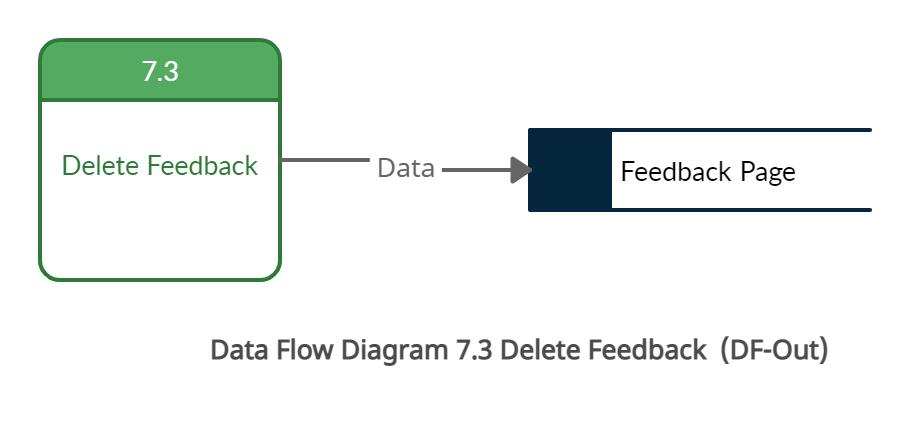 7.3
Delete Feedback
Data
Feedback Page
Data Flow Diagram 7.3 Delete Feedback (DF-Out)